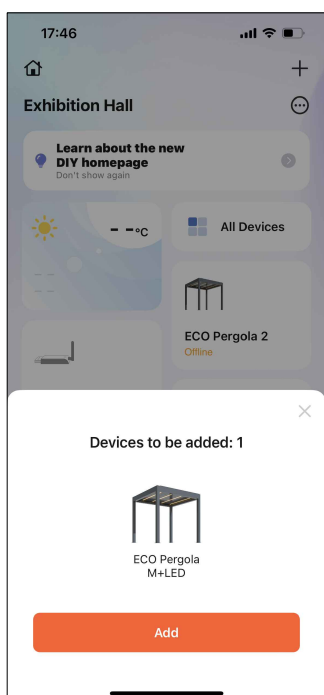 17:46
Exhibition Hall
Learn about the new
DIY homepage
Don't show again
– –°C
All Devices
– –
– –
ECO Pergola 2
Offline
Devices to be added: 1
ECO Pergola
M+LED
Add